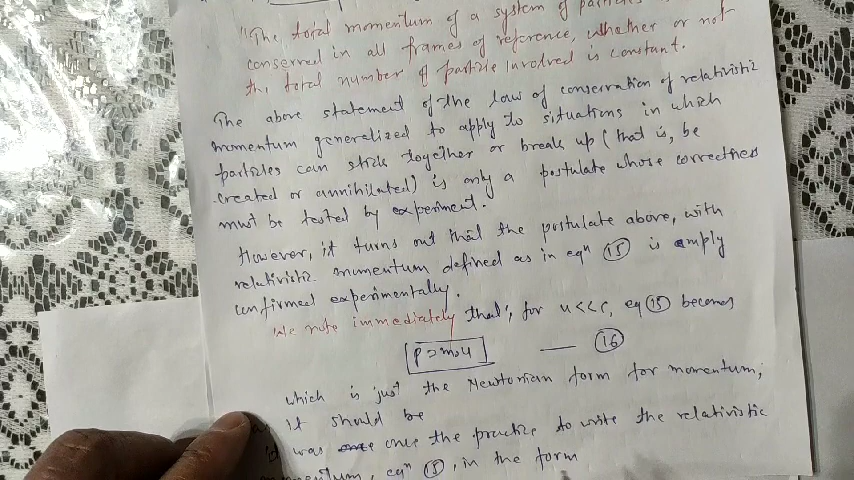 "The total momentum of a system of particles
conserved in all frames of reference, whether or not
the total number of particle involved is constant.
The above statement of the law of conservation of relativistic
momentum generalized to apply to situations in which
particles can stick together or break up (that is, be
created or annihilated) is only a postulate whose correctness
must be tested by experiment.
However, it turns out that the postulate above, with
relativistic momentum defined as in eqn (15) is amply
confirmed experimentally.
We note immediately that, for u<<c, eq (15) becomes
p = m₀u — (16)
which is just the Newtonian form for momentum,
it should be
it was once the practize to write the relativistic
momentum, eqn (15), in the form